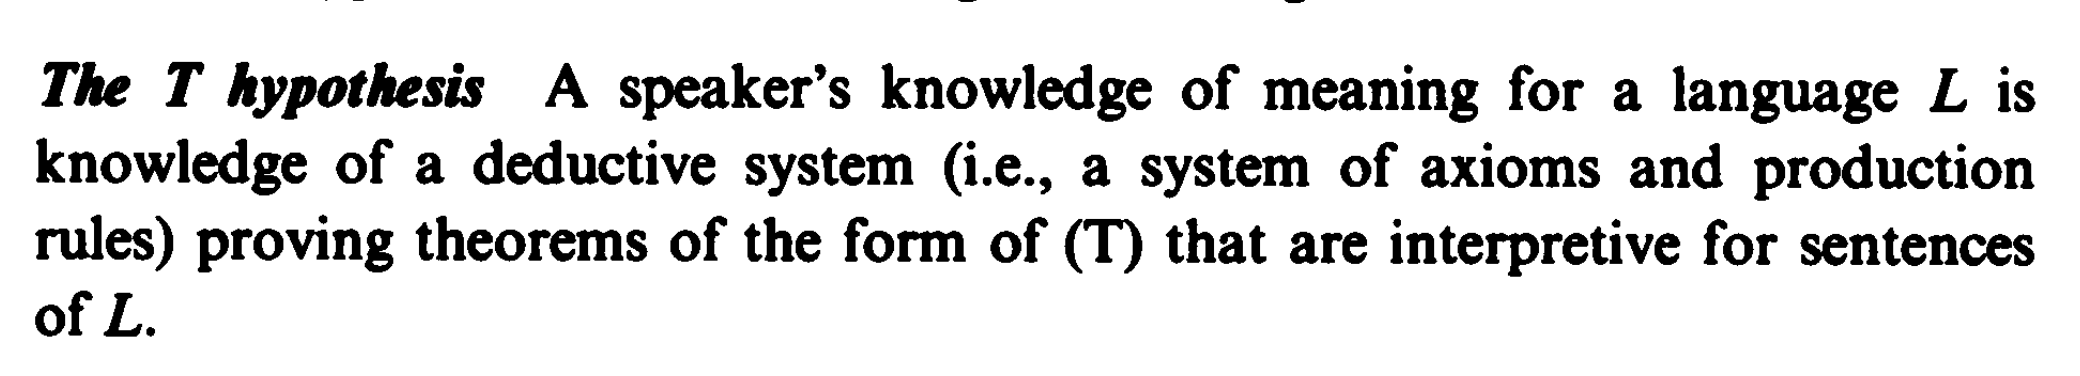 The T hypothesis A speaker's knowledge of meaning for a language L is
knowledge of a deductive system (i.e., a system of axioms and production
rules) proving theorems of the form of (T) that are interpretive for sentences
of L.